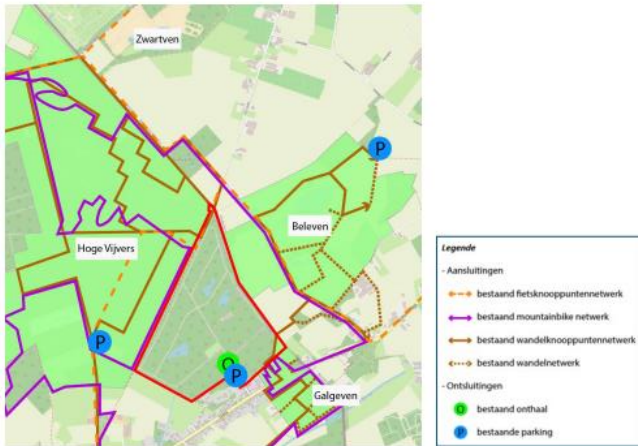 Zwartven
P
Beleven
Hoge Vijvers
P
O
P
Galgeven
Legende
- Aansluitingen
bestaand fietsknooppuntennetwerk
bestaand mountainbike netwerk
bestaand wandelknooppuntennetwerk
bestaand wandelnetwerk
- Ontsluitingen
O bestaand onthaal
P bestaande parking